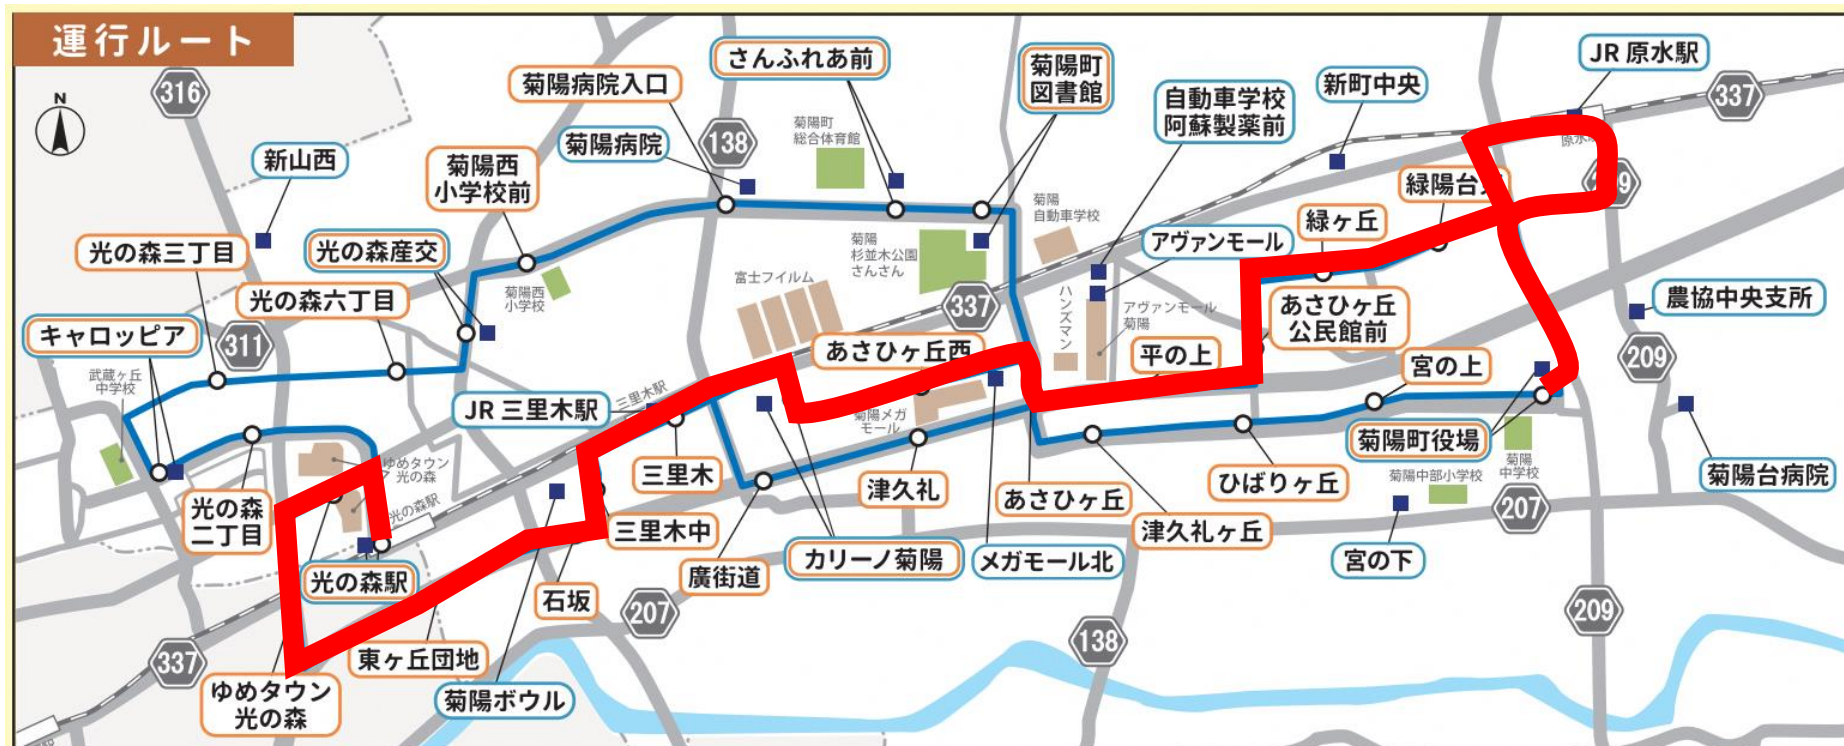 運行ルート
N
316
138
337
新山西
菊陽西
小学校前
菊陽病院入口
菊陽病院
さんふれあ前
菊陽町
総合体育館
菊陽町
図書館
自動車学校
阿蘇製薬前
新町中央
JR 原水駅
337
光の森三丁目
光の森産交
光の森六丁目
菊陽西
小学校
菊陽
杉並木公園
さんさん
菊陽
自動車学校
アヴァンモール
緑ヶ丘
緑陽台
富士フイルム
337
ハンズマン
アヴァンモール
菊陽
あさひヶ丘
公民館前
農協中央支所
キャロッピア
311
武蔵ヶ丘
中学校
JR 三里木駅
三里木駅
あさひヶ丘西
平の上
宮の上
209
菊陽メガ
モール
ゆめタウン
光の森
光の森駅
光の森
二丁目
三里木
津久礼
あさひヶ丘
ひばりヶ丘
菊陽町役場
菊陽中部小学校
菊陽
中学校
菊陽台病院
207
光の森駅
三里木中
廣街道
カリーノ菊陽
メガモール北
津久礼ヶ丘
宮の下
石坂
207
138
209
337
東ヶ丘団地
ゆめタウン
光の森
菊陽ボウル